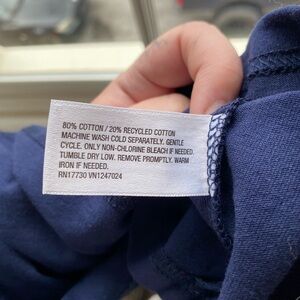 80% COTTON / 20% RECYCLED COTTON
MACHINE WASH COLD SEPARATELY. GENTLE
CYCLE. ONLY NON-CHLORINE BLEACH IF NEEDED.
TUMBLE DRY LOW. REMOVE PROMPTLY. WARM
IRON IF NEEDED.
RN17730 VN1247024